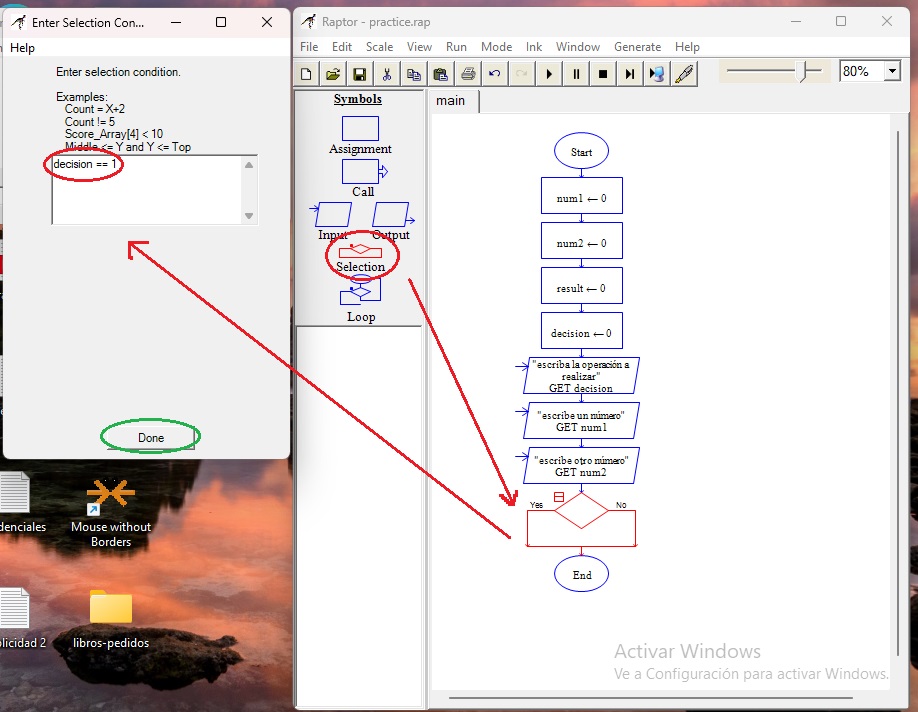 Enter Selection Con...
Help
Enter selection condition.
Examples:
Count = X+2
Count != 5
Score_Array[4] < 10
Middle <= Y and Y <= Top
decision == 1
Done
denciales
Mouse without
Borders
plicidad 2
libros-pedidos
Raptor - practice.rap
File Edit Scale View Run Mode Ink Window Generate Help
80%
Symbols
Assignment
Call
Input Output
Selection
Loop
main
Start
num1 ← 0
num2 ← 0
result ← 0
decision ← 0
"escriba la operación a
realizar"
GET decision
"escribe un número"
GET num1
"escribe otro número"
GET num2
Yes No
End
Activar Windows
Ve a Configuración para activar Windows.